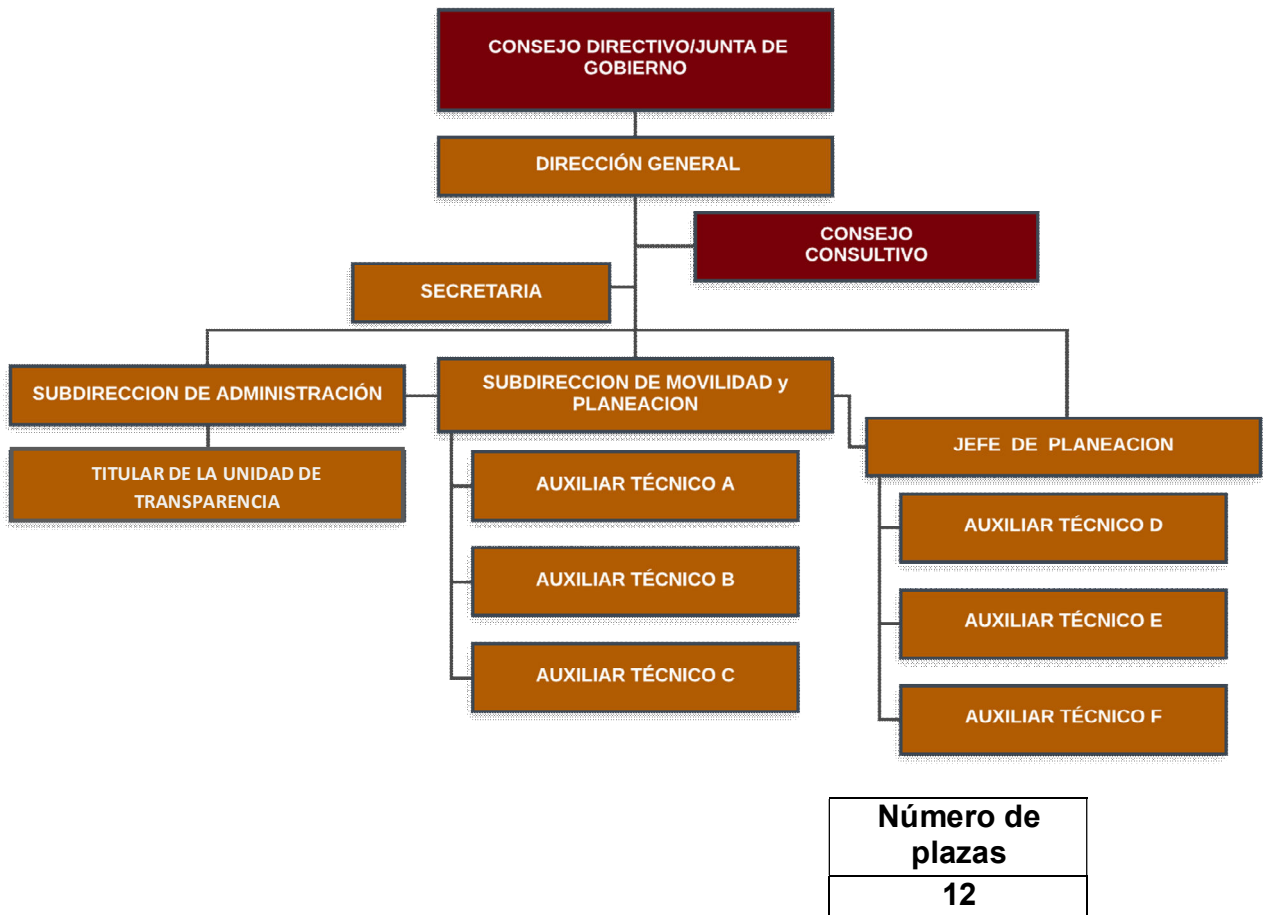 CONSEJO DIRECTIVO/JUNTA DE
GOBIERNO
DIRECCIÓN GENERAL
CONSEJO
CONSULTIVO
SECRETARIA
SUBDIRECCION DE ADMINISTRACIÓN
TITULAR DE LA UNIDAD DE
TRANSPARENCIA
SUBDIRECCION DE MOVILIDAD y
PLANEACION
AUXILIAR TÉCNICO A
AUXILIAR TÉCNICO B
AUXILIAR TÉCNICO C
JEFE DE PLANEACION
AUXILIAR TÉCNICO D
AUXILIAR TÉCNICO E
AUXILIAR TÉCNICO F
Número de
plazas
12